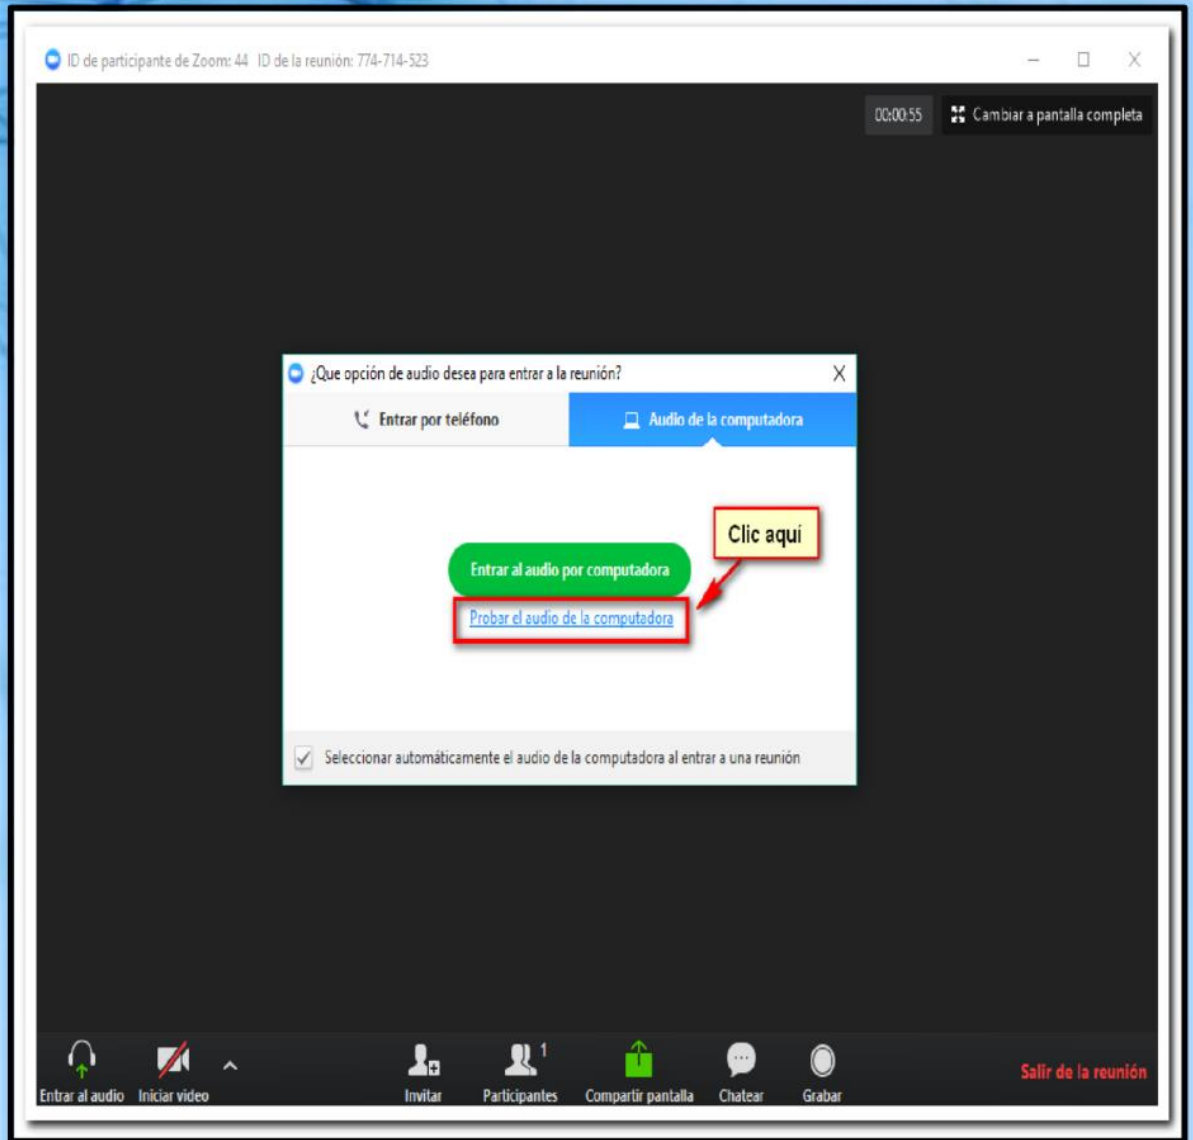 ID de participante de Zoom: 44 ID de la reunión: 774-714-523
00:00:55 Cambiar a pantalla completa
¿Que opción de audio desea para entrar a la reunión?
Entrar por teléfono
Audio de la computadora
Clic aquí
Entrar al audio por computadora
Probar el audio de la computadora
Seleccionar automáticamente el audio de la computadora al entrar a una reunión
1
Entrar al audio Iniciar video Invitar Participantes Compartir pantalla Chatear Grabar
Salir de la reunión